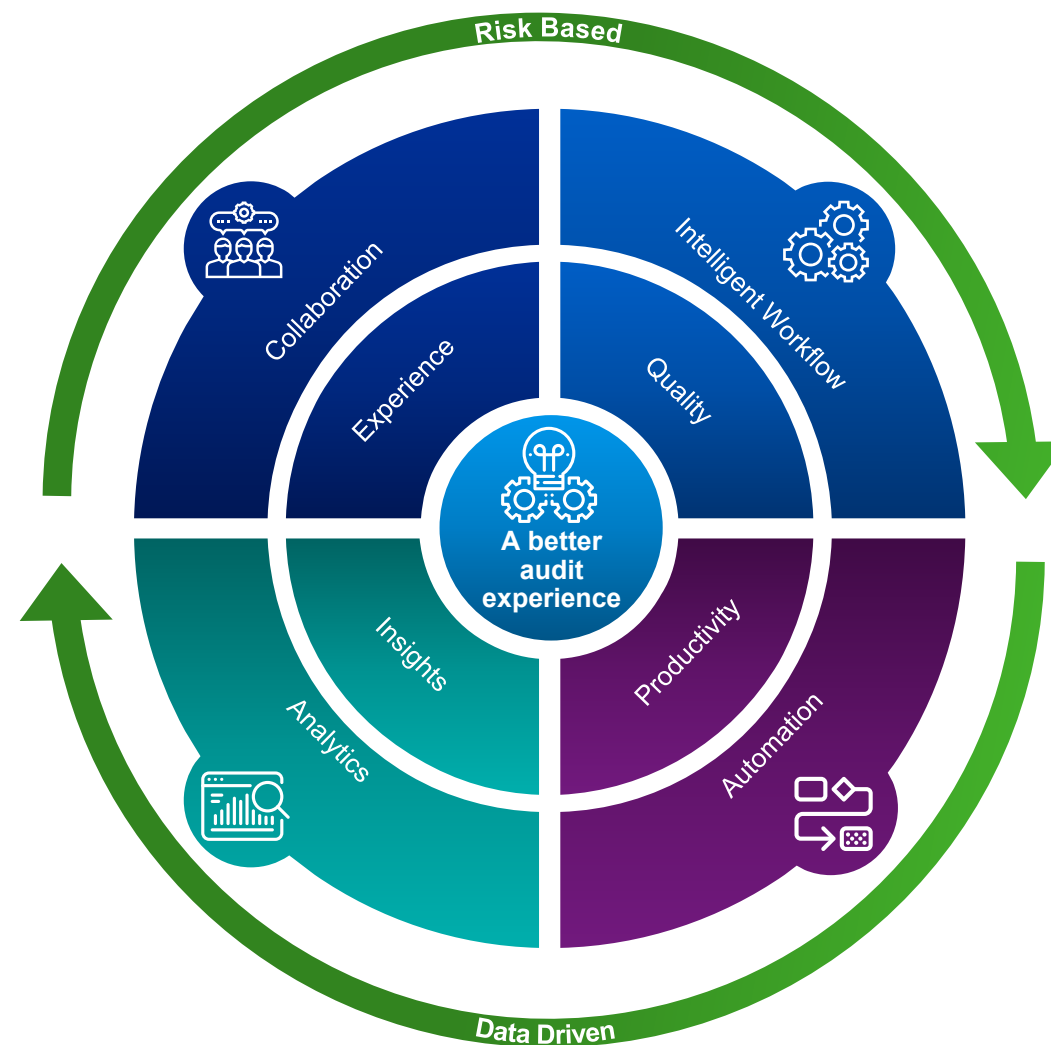 Risk Based
Collaboration
Intelligent Workflow
Experience
Quality
A better
audit
experience
Insights
Productivity
Analytics
Automation
Data Driven